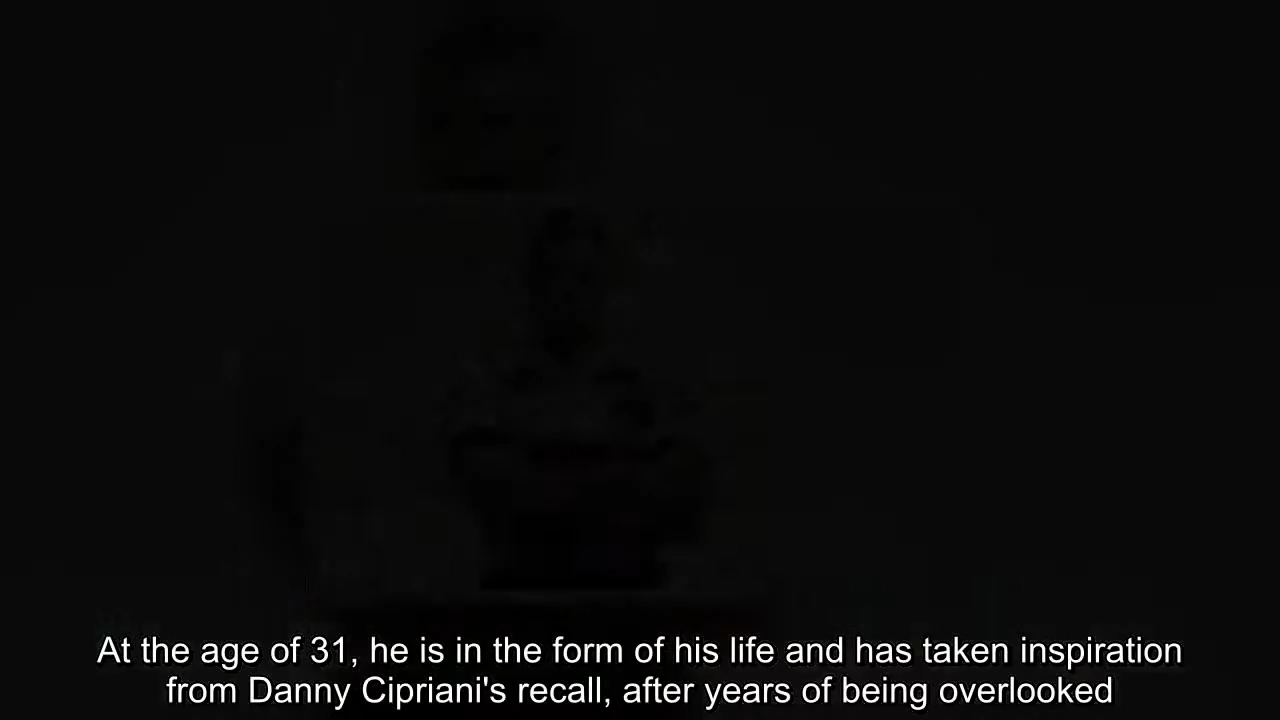 At the age of 31, he is in the form of his life and has taken inspiration
from Danny Cipriani's recall, after years of being overlooked